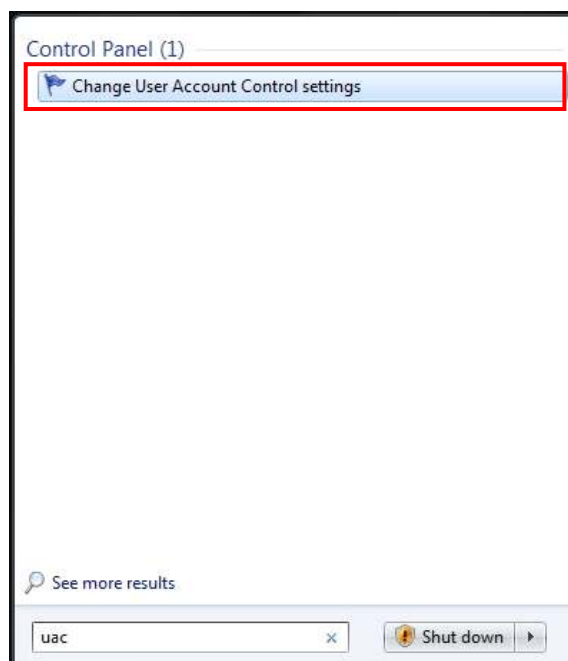 Control Panel (1)
Change User Account Control settings
See more results
uac
Shut down